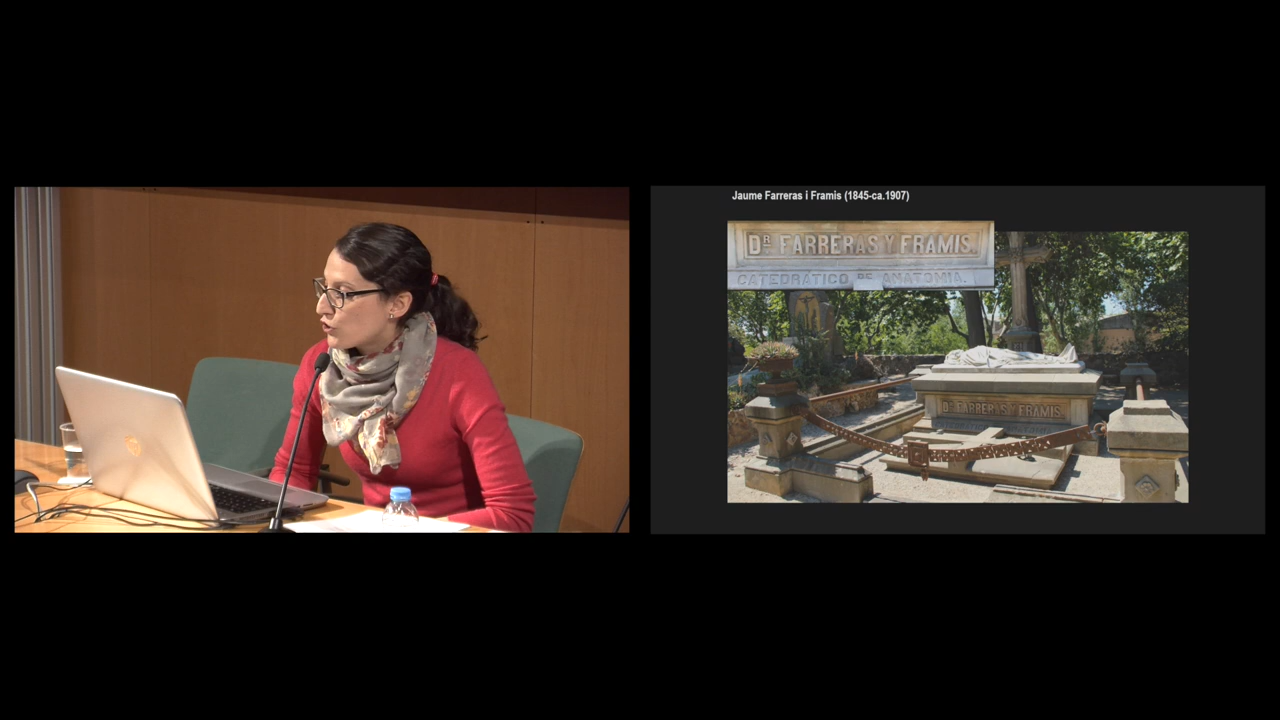 Jaume Farreras i Framis (1845-ca.1907)
DR FARRERAS Y FRAMIS.
CATEDRÁTICO DE ANATOMIA.
DR FARRERAS Y FRAMIS.